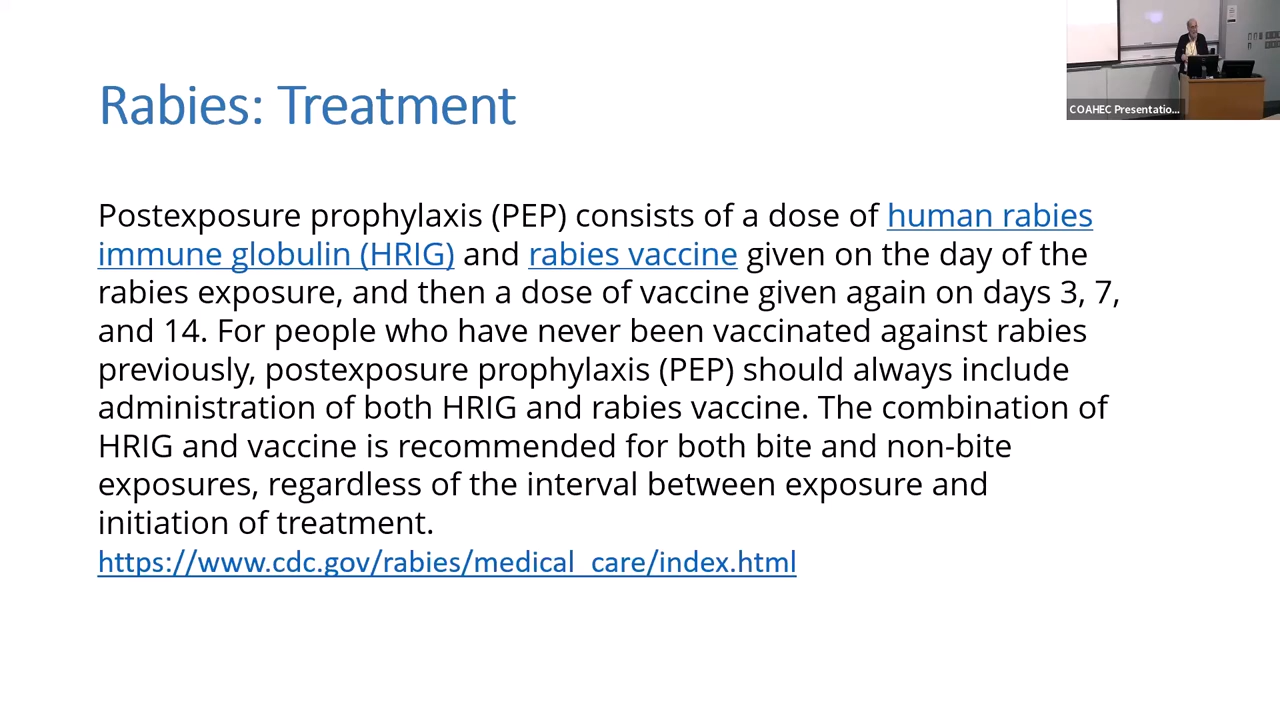 Rabies: Treatment
Postexposure prophylaxis (PEP) consists of a dose of human rabies
immune globulin (HRIG) and rabies vaccine given on the day of the
rabies exposure, and then a dose of vaccine given again on days 3, 7,
and 14. For people who have never been vaccinated against rabies
previously, postexposure prophylaxis (PEP) should always include
administration of both HRIG and rabies vaccine. The combination of
HRIG and vaccine is recommended for both bite and non-bite
exposures, regardless of the interval between exposure and
initiation of treatment.
https://www.cdc.gov/rabies/medical_care/index.html
COAHEC Presentatio...